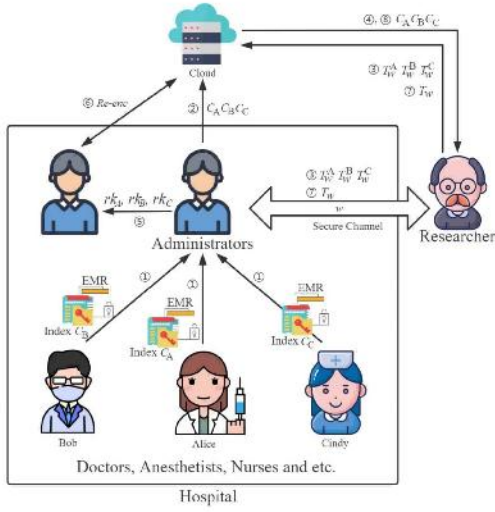 ④, ⑧ C_A C_B C_C
Cloud
③ T_w^A T_w^B T_w^C
⑦ T_w
⑥ Re-enc
② C_A C_B C_C
③ T_w^A T_w^B T_w^C
⑦ T_w
rk_A, rk_B, rk_C
⑤
w
Secure Channel
Researcher
Administrators
①
①
①
EMR
EMR
EMR
Index C_B
Index C_A
Index C_C
Bob
Alice
Cindy
Doctors, Anesthetists, Nurses and etc.
Hospital